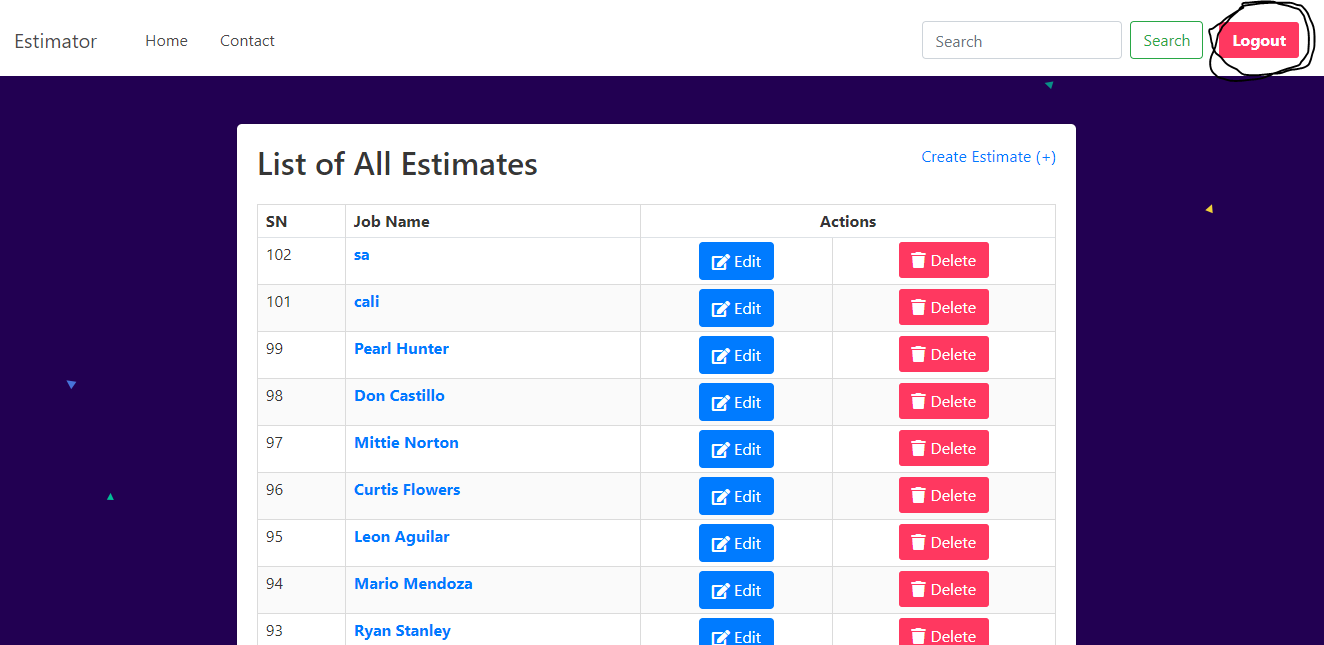 Estimator Home Contact Search Search Logout
List of All Estimates Create Estimate (+)
SN Job Name Actions
102 sa Edit Delete
101 cali Edit Delete
99 Pearl Hunter Edit Delete
98 Don Castillo Edit Delete
97 Mittie Norton Edit Delete
96 Curtis Flowers Edit Delete
95 Leon Aguilar Edit Delete
94 Mario Mendoza Edit Delete
93 Ryan Stanley Edit Delete